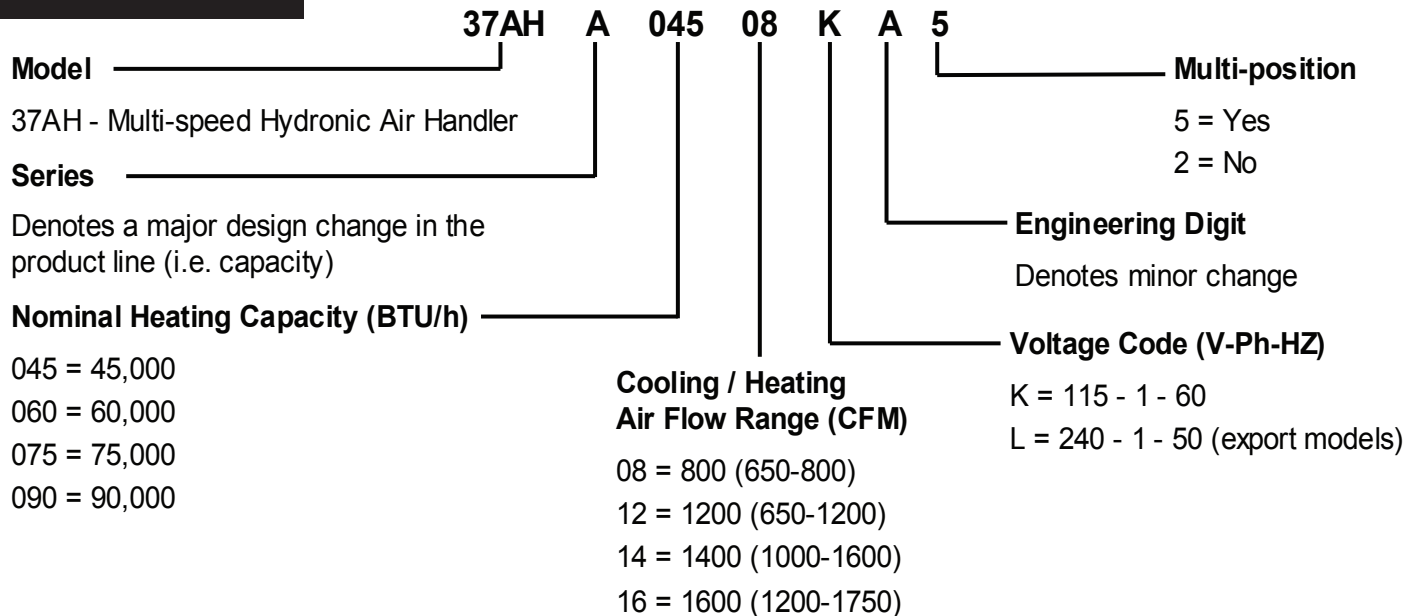 37AH A 045 08 K A 5
Model
37AH - Multi-speed Hydronic Air Handler
Series
Denotes a major design change in the
product line (i.e. capacity)
Nominal Heating Capacity (BTU/h)
045 = 45,000
060 = 60,000
075 = 75,000
090 = 90,000
Cooling / Heating
Air Flow Range (CFM)
08 = 800 (650-800)
12 = 1200 (650-1200)
14 = 1400 (1000-1600)
16 = 1600 (1200-1750)
Multi-position
5 = Yes
2 = No
Engineering Digit
Denotes minor change
Voltage Code (V-Ph-HZ)
K = 115 - 1 - 60
L = 240 - 1 - 50 (export models)